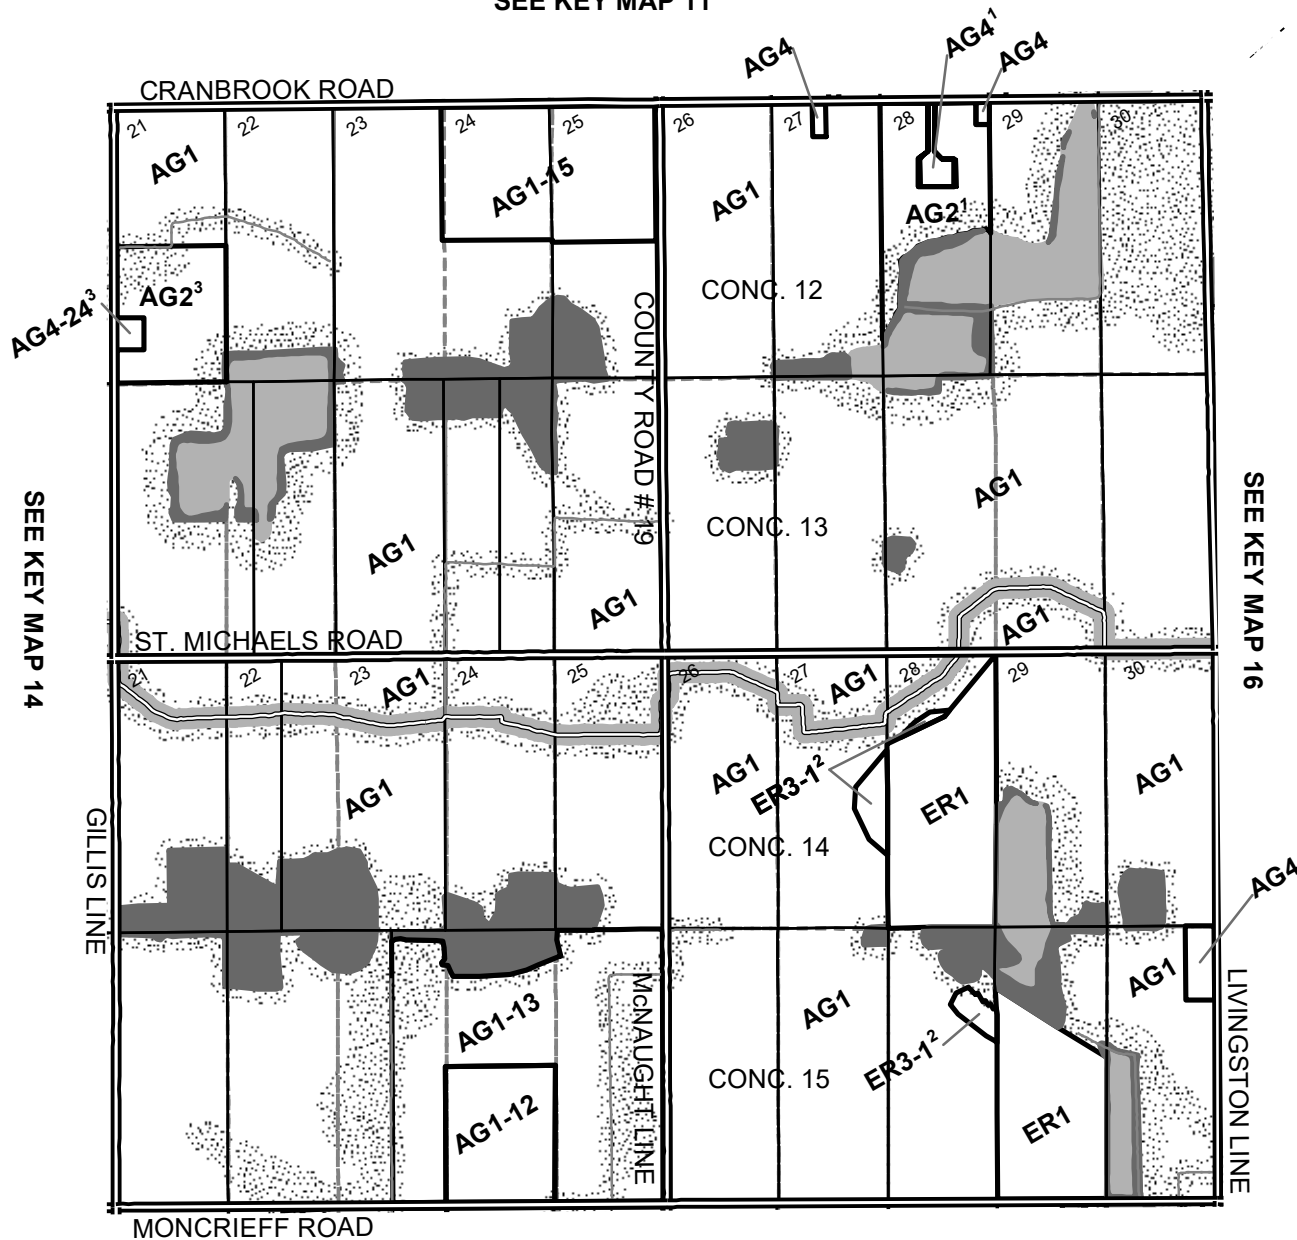 SEE KEY MAP 11
CRANBROOK ROAD
AG4
AG4¹
AG4
21
22
23
24
25
26
27
28
29
30
AG1
AG1-15
AG1
AG2¹
AG2³
AG4-24³
CONC. 12
COUNTY ROAD # 19
AG1
CONC. 13
AG1
AG1
AG1
SEE KEY MAP 14
SEE KEY MAP 16
ST. MICHAELS ROAD
21
22
23
24
25
26
27
28
29
30
AG1
AG1
AG1
AG1
AG1
ER3-1²
ER1
CONC. 14
AG4
GILLIS LINE
McNAUGHT LINE
LIVINGSTON LINE
AG1-13
AG1
AG1
ER3-1²
CONC. 15
AG1-12
ER1
MONCRIEFF ROAD